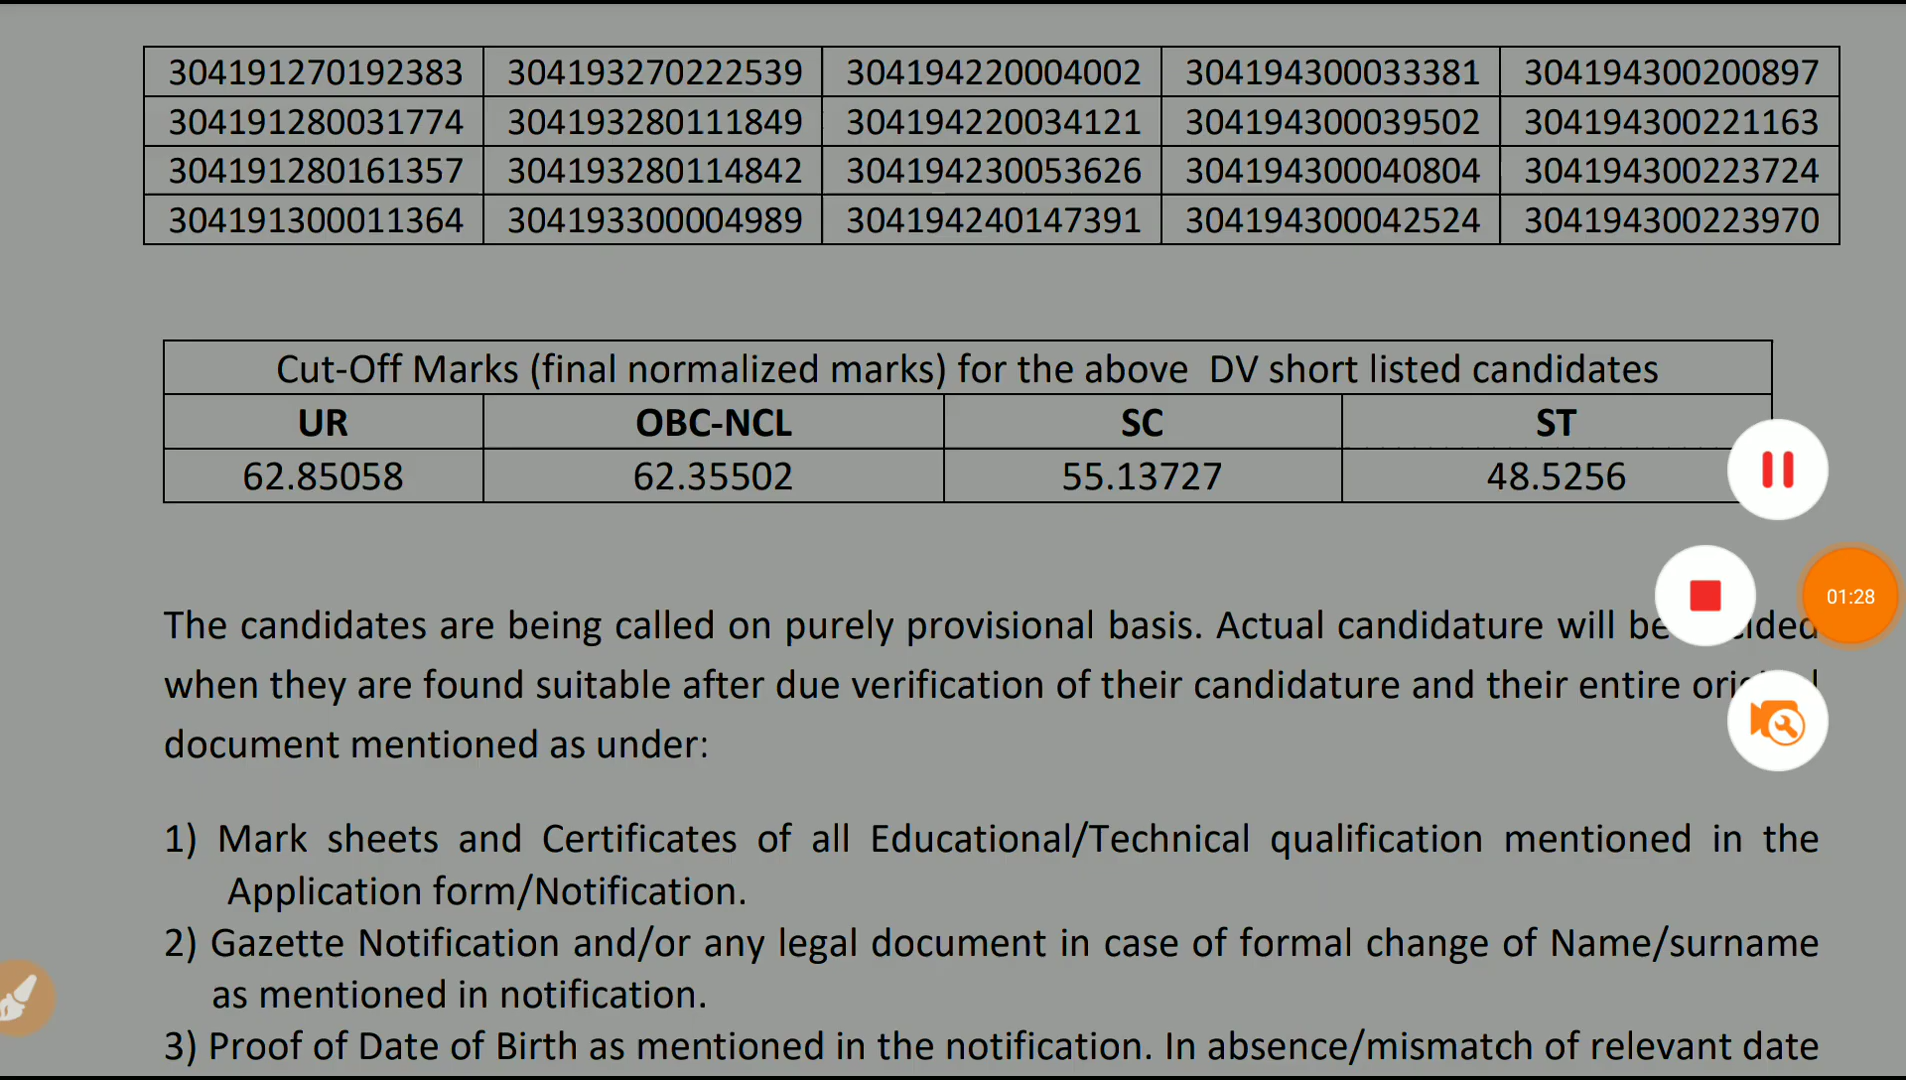 304191270192383 304193270222539 304194220004002 304194300033381 304194300200897
304191280031774 304193280111849 304194220034121 304194300039502 304194300221163
304191280161357 304193280114842 304194230053626 304194300040804 304194300223724
304191300011364 304193300004989 304194240147391 304194300042524 304194300223970
Cut-Off Marks (final normalized marks) for the above DV short listed candidates
UR OBC-NCL SC ST
62.85058 62.35502 55.13727 48.5256
The candidates are being called on purely provisional basis. Actual candidature will be
01:28
when they are found suitable after due verification of their candidature and their entire
document mentioned as under:
1) Mark sheets and Certificates of all Educational/Technical qualification mentioned in the
Application form/Notification.
2) Gazette Notification and/or any legal document in case of formal change of Name/surname
as mentioned in notification.
3) Proof of Date of Birth as mentioned in the notification. In absence/mismatch of relevant date